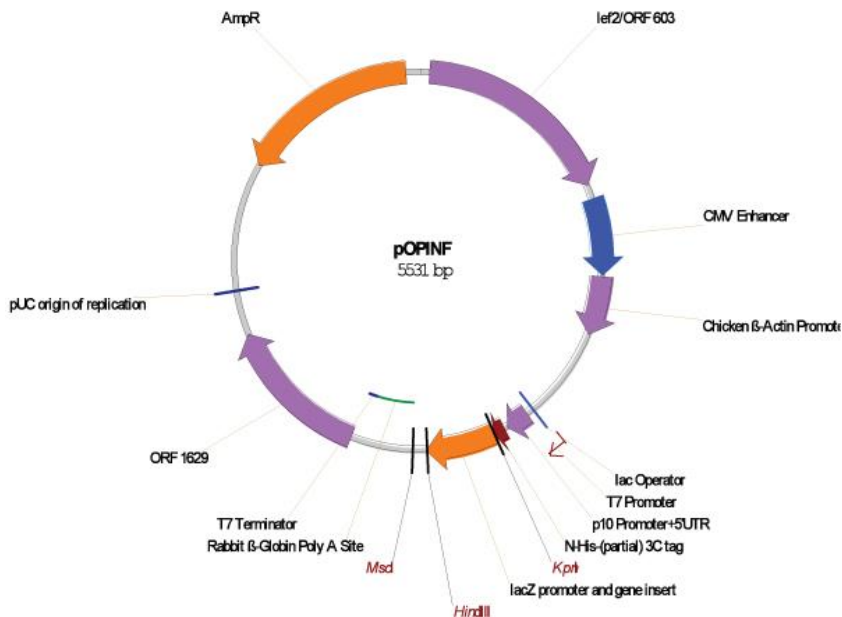 AmpR
lef2/ORF 603
CMV Enhancer
pOPINF
5531 bp
pUC origin of replication
Chicken ß-Actin Promote
ORF 1629
lac Operator
T7 Promoter
T7 Terminator
p10 Promoter+5'UTR
Rabbit ß-Globin Poly A Site
N-His-(partial) 3C tag
MscI
KpnI
lacZ promoter and gene insert
HindIII